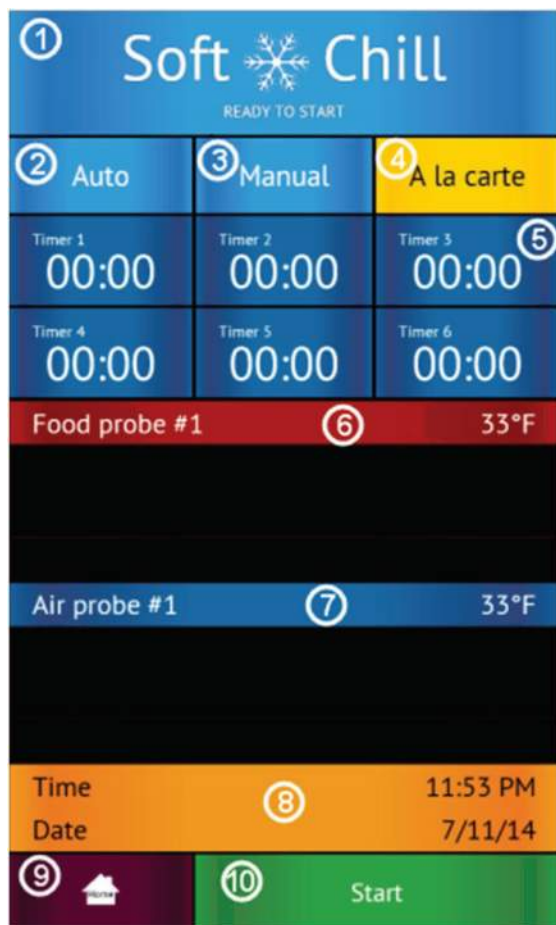 ① Soft Chill
READY TO START
② Auto ③ Manual ④ A la carte
Timer 1 Timer 2 Timer 3 ⑤
00:00 00:00 00:00
Timer 4 Timer 5 Timer 6
00:00 00:00 00:00
Food probe #1 ⑥ 33°F
Air probe #1 ⑦ 33°F
Time 11:53 PM
⑧
Date 7/11/14
⑨ Home ⑩ Start